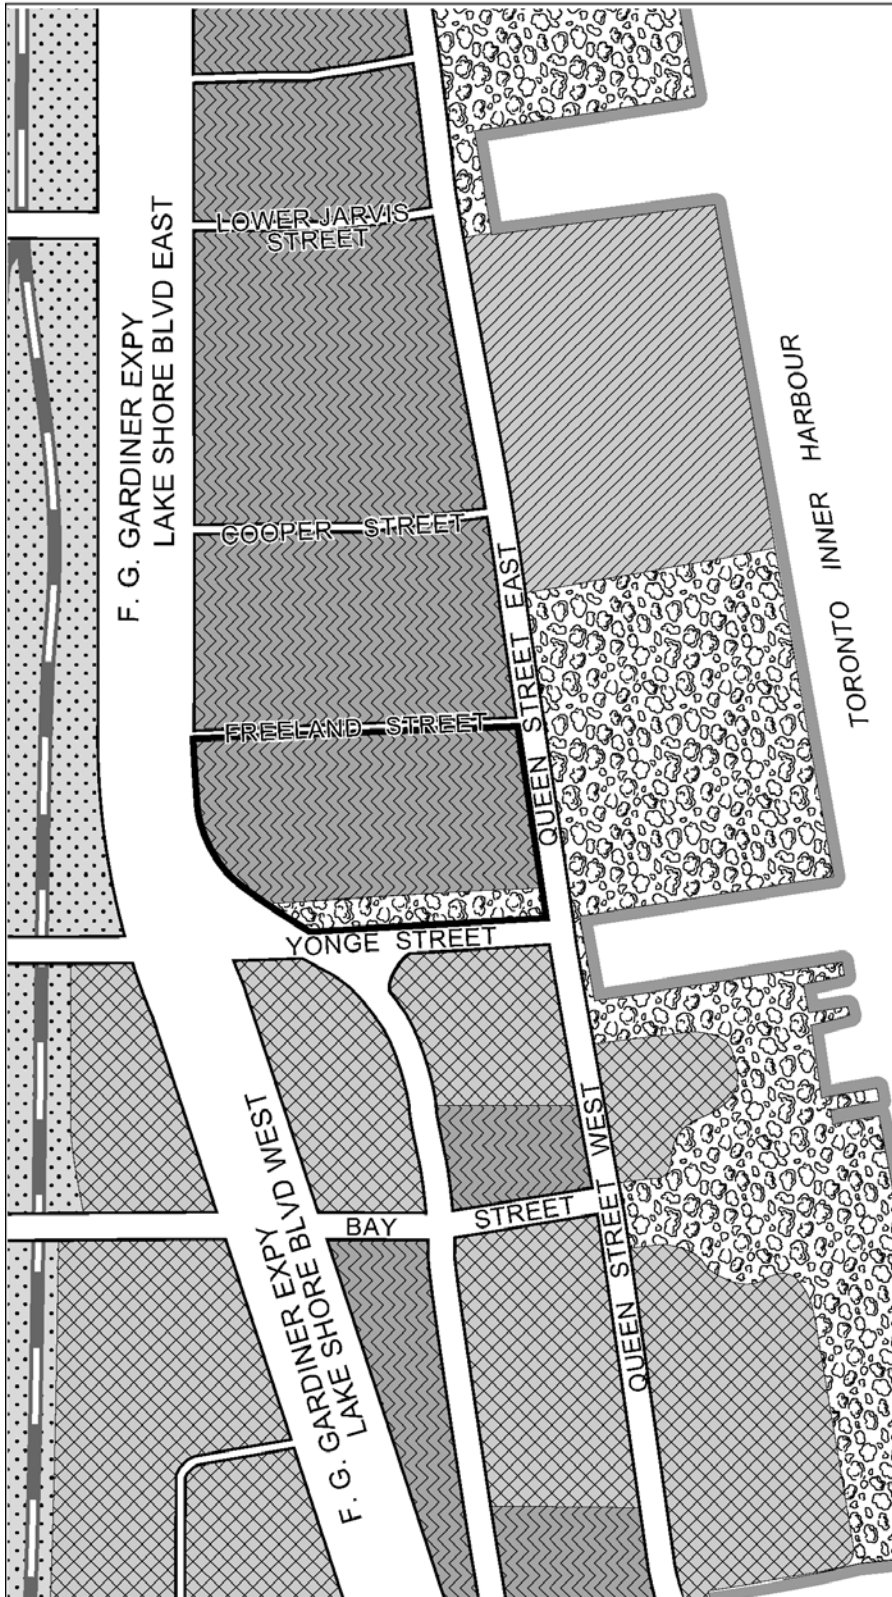 LOWER JARVIS
STREET
F. G. GARDINER EXPY
LAKE SHORE BLVD EAST
TORONTO INNER HARBOUR
COOPER STREET
QUEEN STREET EAST
FREELAND STREET
YONGE STREET
BAY STREET
F. G. GARDINER EXPY
LAKE SHORE BLVD WEST
QUEEN STREET WEST